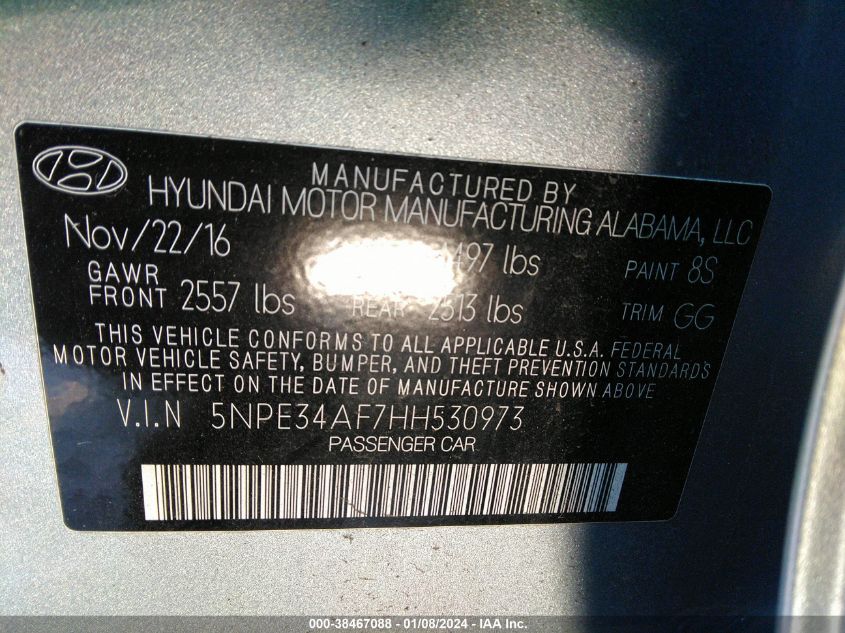 MANUFACTURED BY
HYUNDAI MOTOR MANUFACTURING ALABAMA, LLC
Nov/22/16 lbs PAINT 8S
GAWR
FRONT 2557 lbs REAR 2513 lbs TRIM GG
THIS VEHICLE CONFORMS TO ALL APPLICABLE U.S.A. FEDERAL
MOTOR VEHICLE SAFETY, BUMPER, AND THEFT PREVENTION STANDARDS
IN EFFECT ON THE DATE OF MANUFACTURE SHOWN ABOVE
V.I.N 5NPE34AF7HH530973
PASSENGER CAR
000-38467088 - 01/08/2024 - IAA Inc.